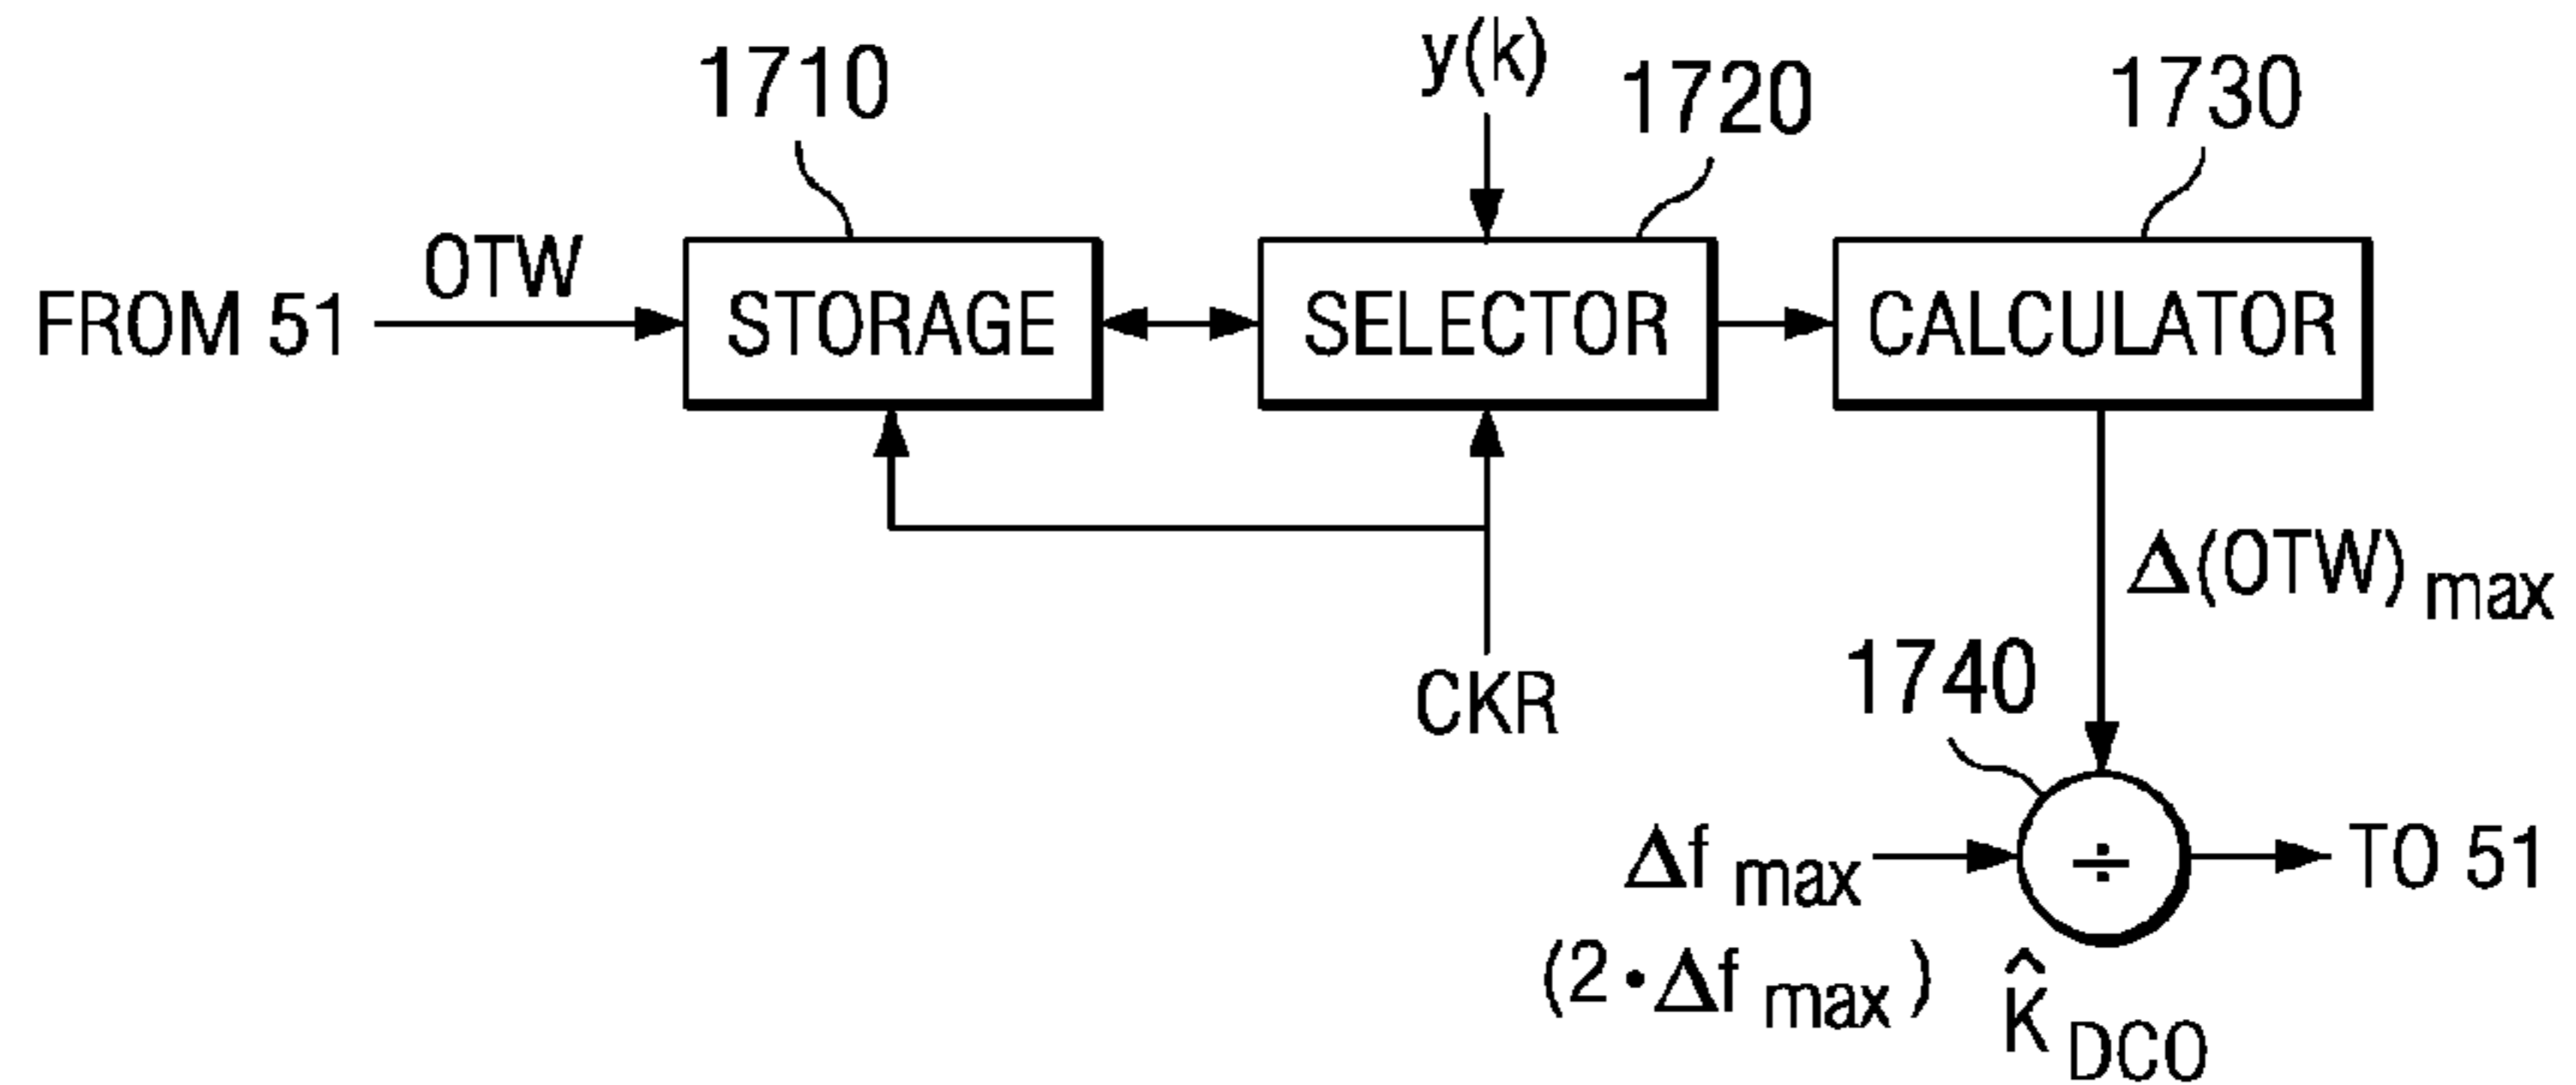 1710
y(k)
1720
1730
FROM 51
OTW
STORAGE
SELECTOR
CALCULATOR
CKR
Δ(OTW) max
1740
Δf max
(2·Δf max)
÷
TO 51
K̂ DCO